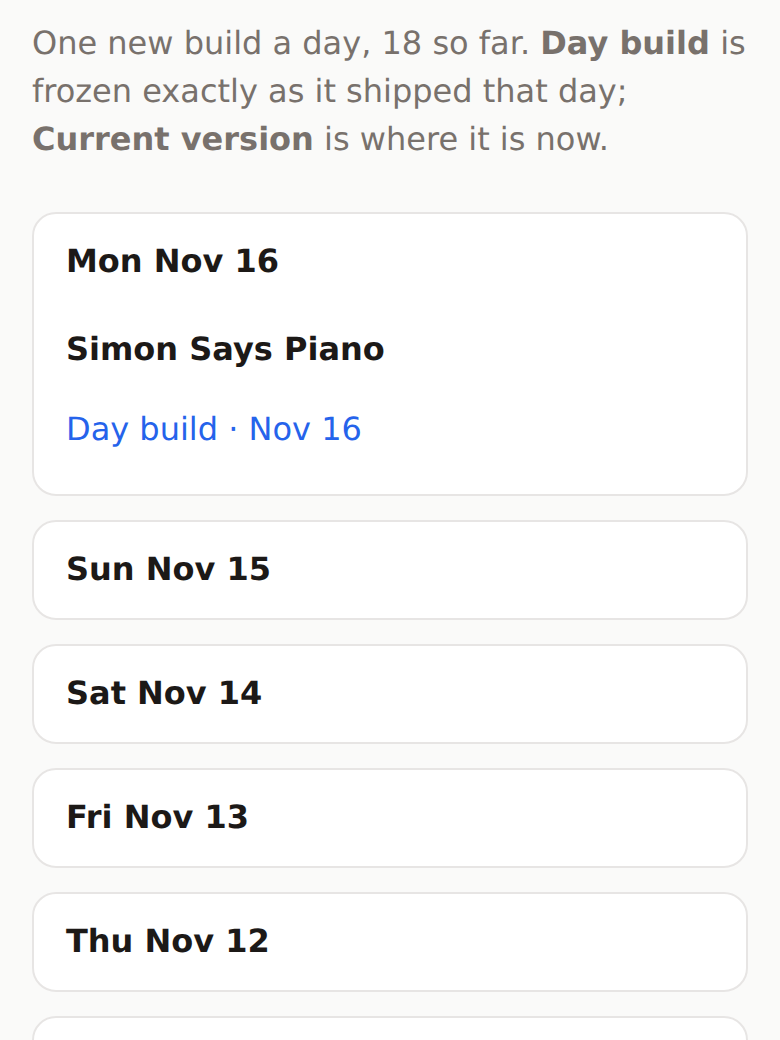 One new build a day, 18 so far. Day build is
frozen exactly as it shipped that day;
Current version is where it is now.
Mon Nov 16
Simon Says Piano
Day build · Nov 16
Sun Nov 15
Sat Nov 14
Fri Nov 13
Thu Nov 12